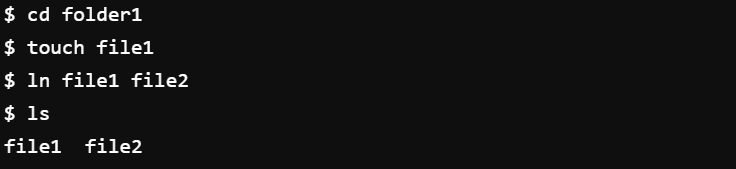 $ cd folder1
$ touch file1
$ ln file1 file2
$ ls
file1  file2